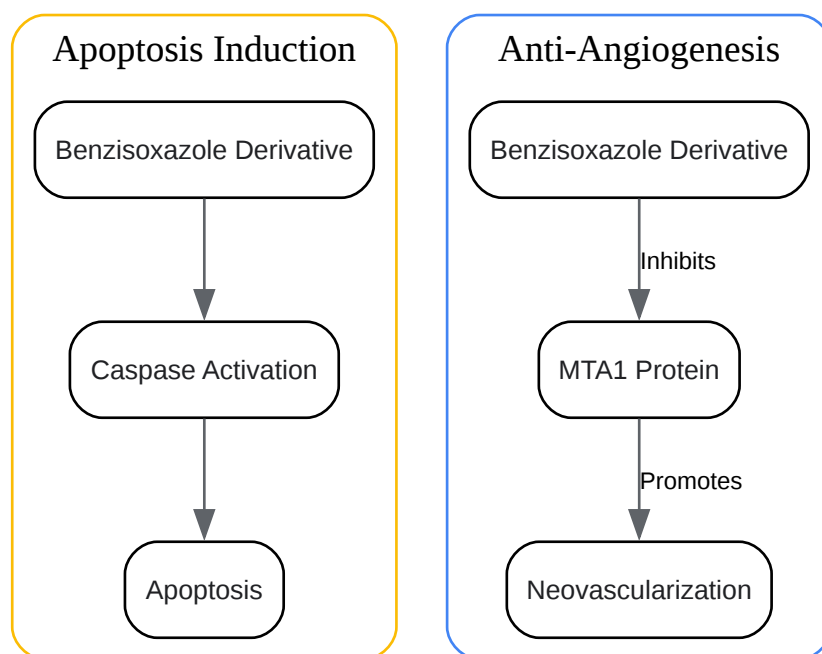 Apoptosis Induction
Benzisoxazole Derivative
Caspase Activation
Apoptosis
Anti-Angiogenesis
Benzisoxazole Derivative
Inhibits
MTA1 Protein
Promotes
Neovascularization